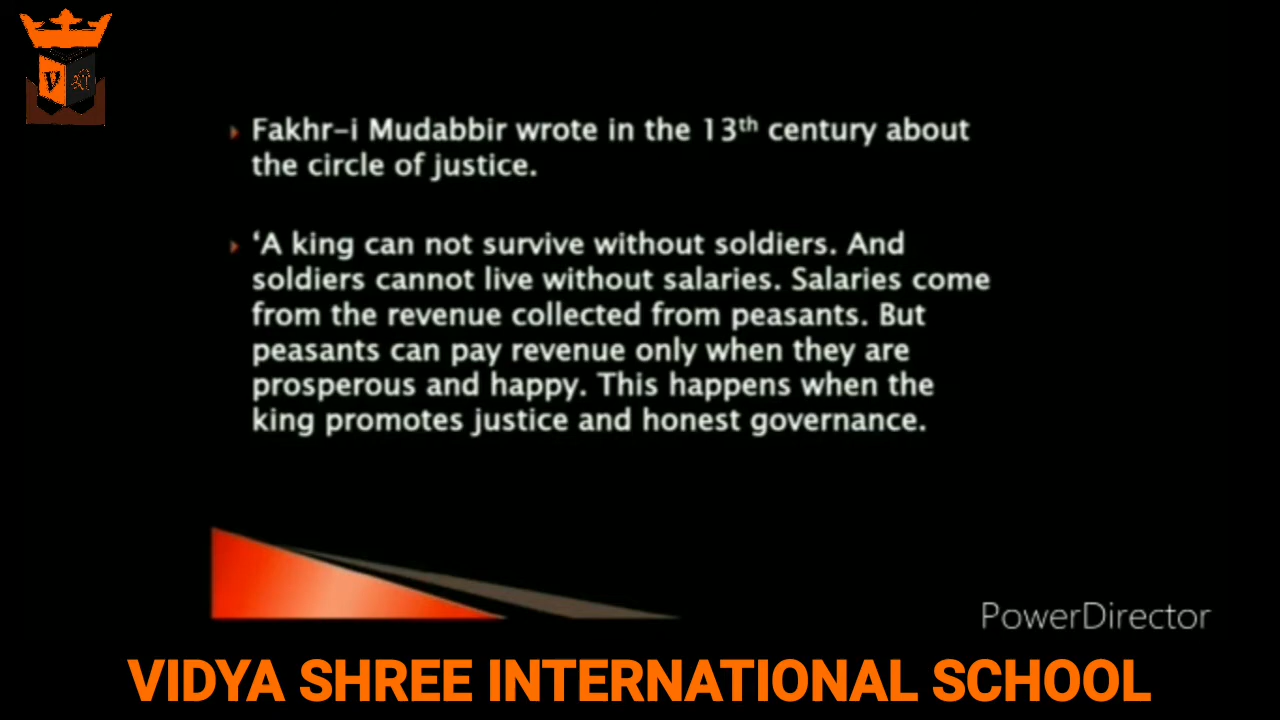 V श्री
Fakhr-i Mudabbir wrote in the 13th century about
the circle of justice.
‘A king can not survive without soldiers. And
soldiers cannot live without salaries. Salaries come
from the revenue collected from peasants. But
peasants can pay revenue only when they are
prosperous and happy. This happens when the
king promotes justice and honest governance.
PowerDirector
VIDYA SHREE INTERNATIONAL SCHOOL